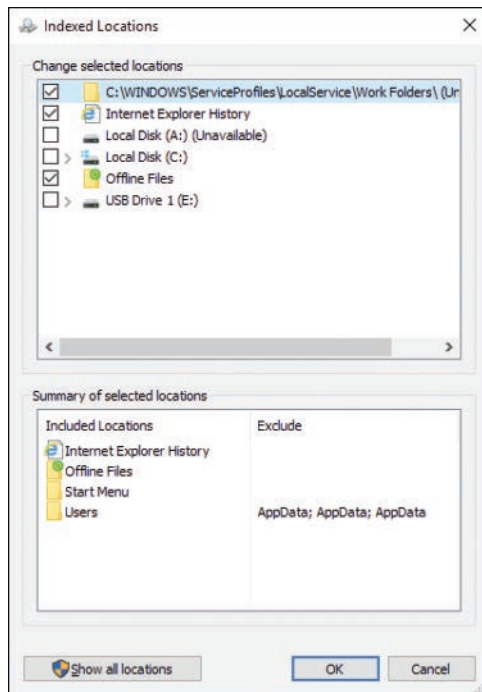 Indexed Locations
Change selected locations
C:\WINDOWS\ServiceProfiles\LocalService\Work Folders\ (Ur
Internet Explorer History
Local Disk (A:) (Unavailable)
Local Disk (C:)
Offline Files
USB Drive 1 (E:)
Summary of selected locations
Included Locations Exclude
Internet Explorer History
Offline Files
Start Menu
Users AppData; AppData; AppData
Show all locations OK Cancel